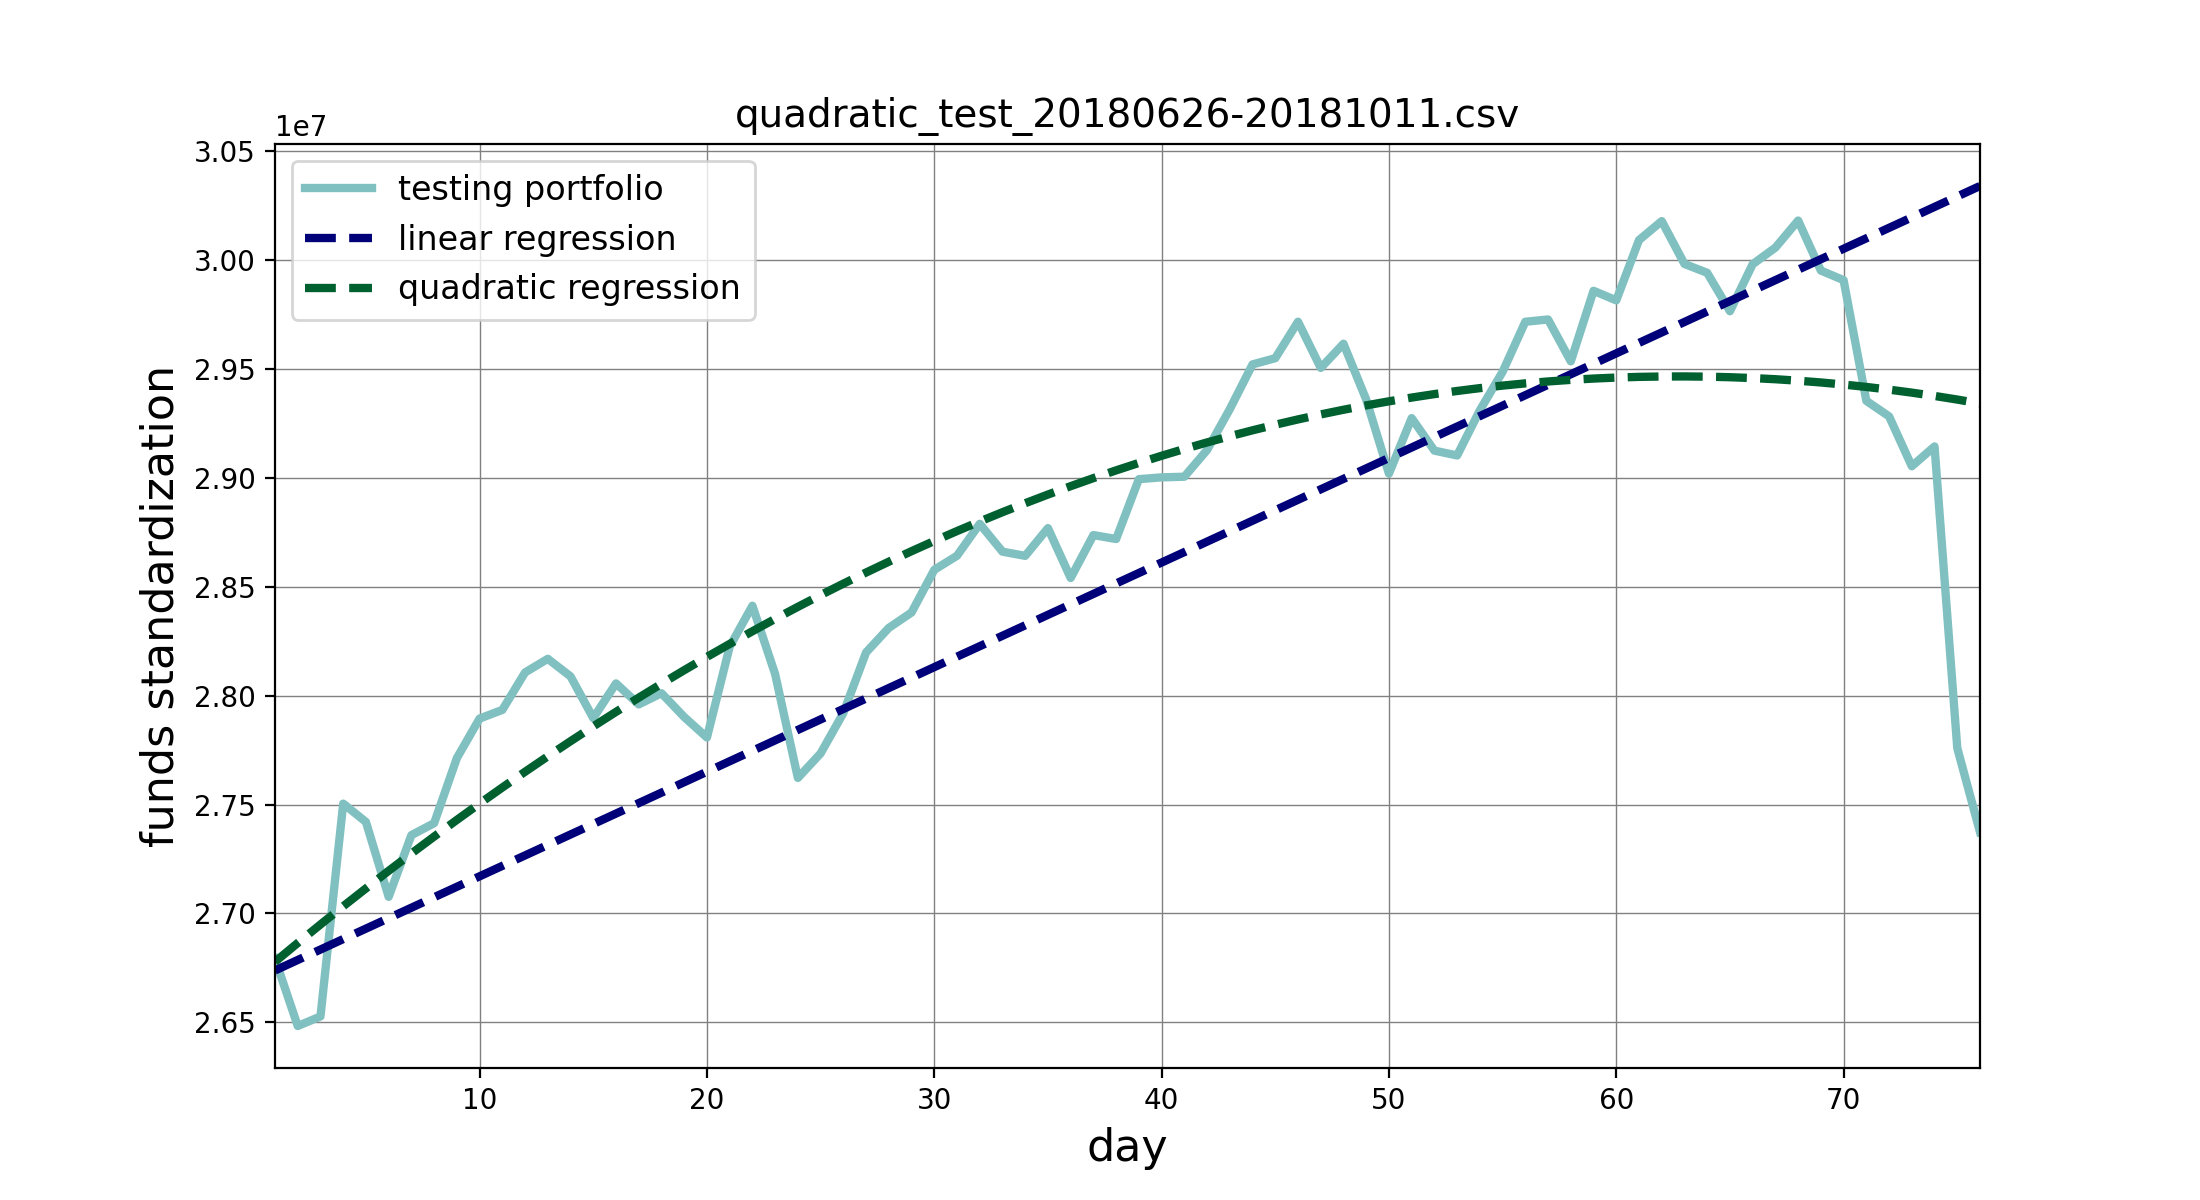 quadratic_test_20180626-20181011.csv
1e7
3.05
3.00
2.95
2.90
2.85
2.80
2.75
2.70
2.65
funds standardization
testing portfolio
linear regression
quadratic regression
10 20 30 40 50 60 70
day